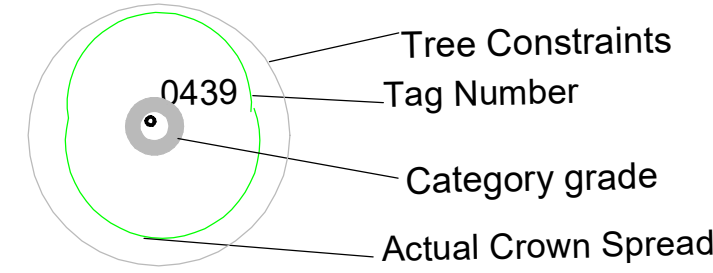 Tree Constraints
0439
Tag Number
Category grade
Actual Crown Spread